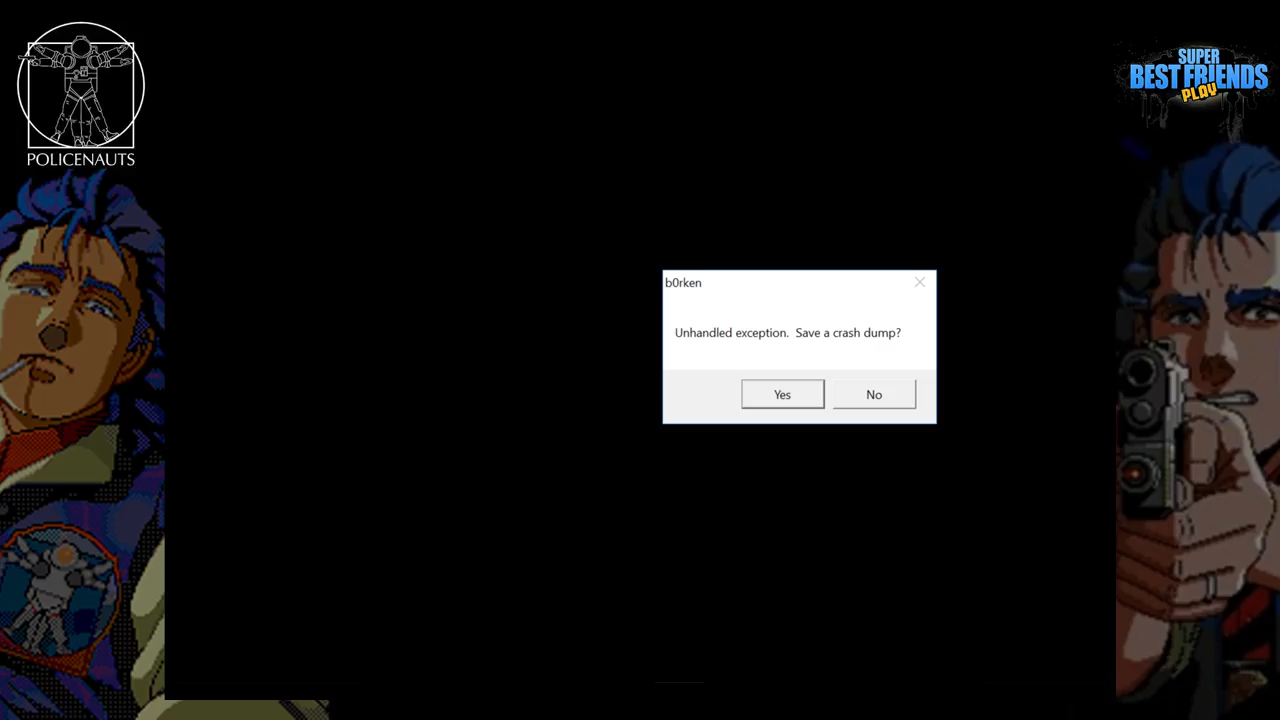 POLICENAUTS
SUPER
BEST FRIENDS
PLAY
b0rken
Unhandled exception.  Save a crash dump?
Yes
No